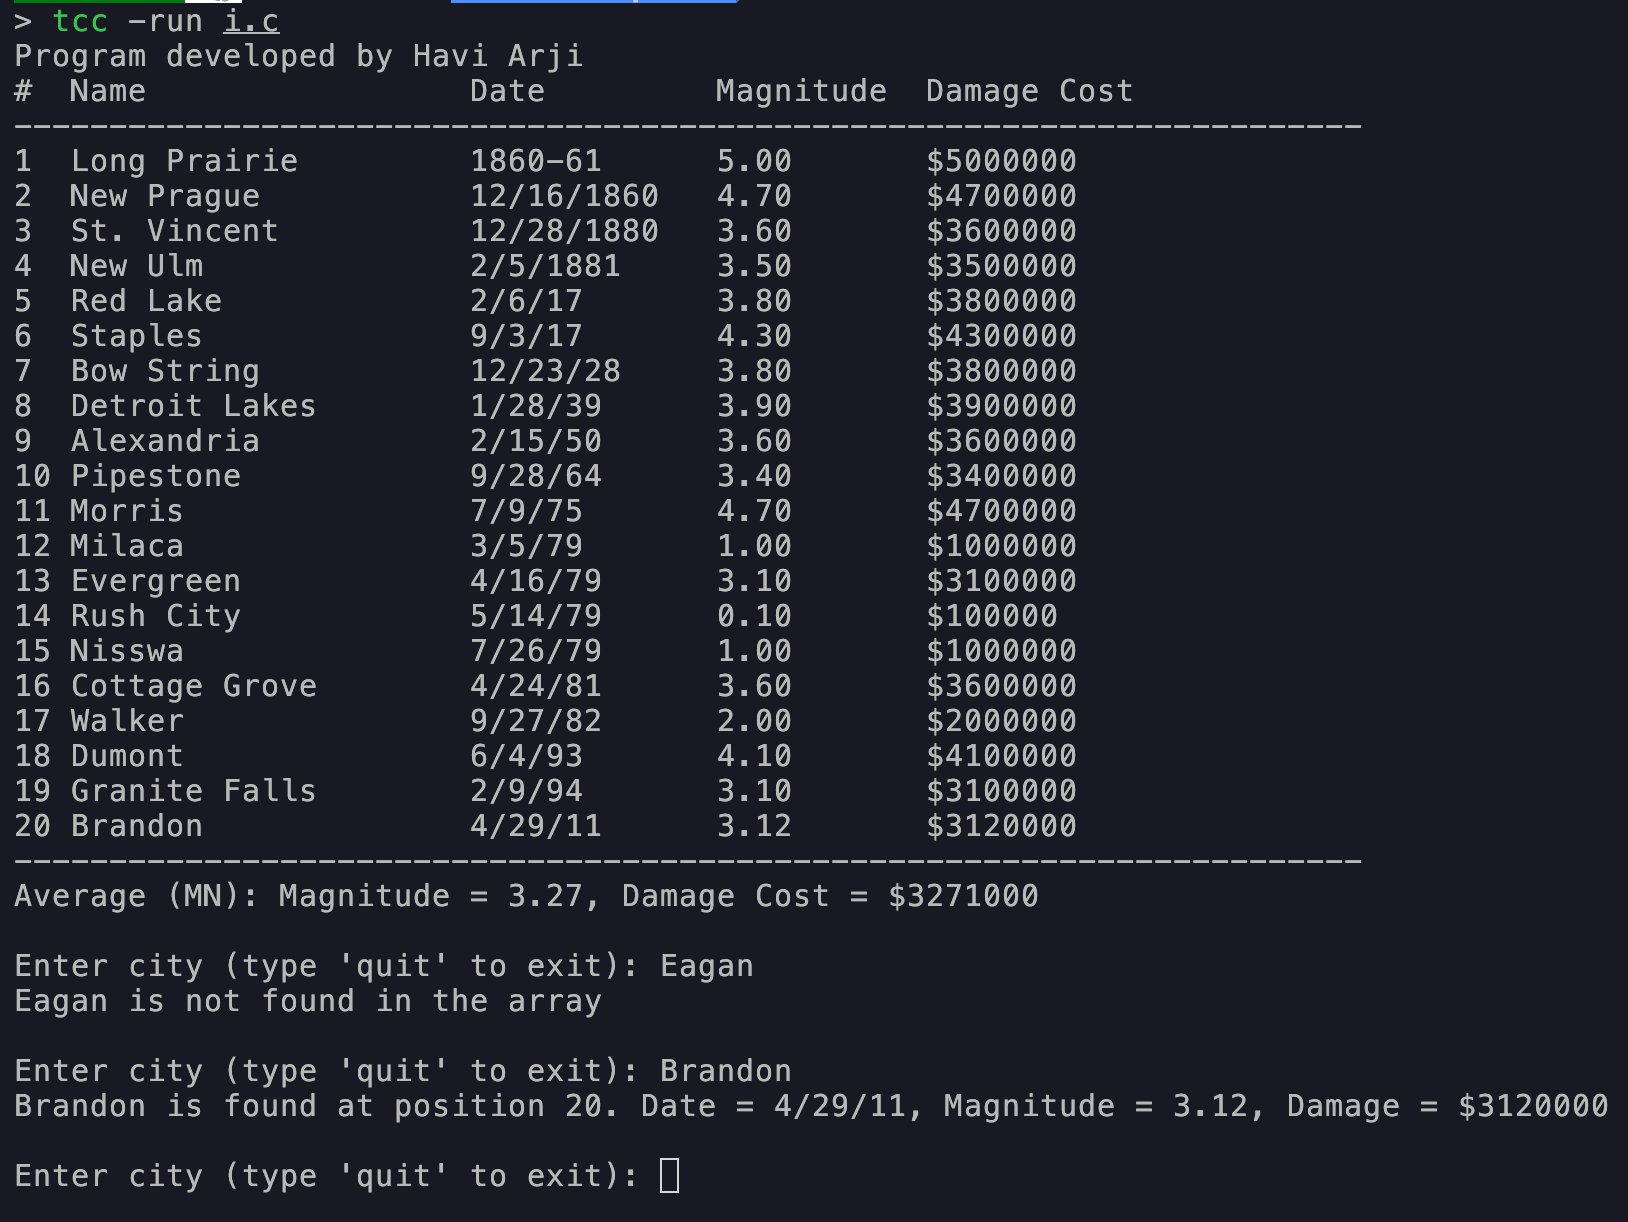 > tcc -run i.c
Program developed by Havi Arji
#  Name                 Date         Magnitude  Damage Cost
-----------------------------------------------------------------------
1  Long Prairie         1860-61      5.00       $5000000
2  New Prague           12/16/1860   4.70       $4700000
3  St. Vincent          12/28/1880   3.60       $3600000
4  New Ulm              2/5/1881     3.50       $3500000
5  Red Lake             2/6/17       3.80       $3800000
6  Staples              9/3/17       4.30       $4300000
7  Bow String           12/23/28     3.80       $3800000
8  Detroit Lakes        1/28/39      3.90       $3900000
9  Alexandria           2/15/50      3.60       $3600000
10 Pipestone            9/28/64      3.40       $3400000
11 Morris               7/9/75       4.70       $4700000
12 Milaca               3/5/79       1.00       $1000000
13 Evergreen            4/16/79      3.10       $3100000
14 Rush City            5/14/79      0.10       $100000
15 Nisswa               7/26/79      1.00       $1000000
16 Cottage Grove        4/24/81      3.60       $3600000
17 Walker               9/27/82      2.00       $2000000
18 Dumont               6/4/93       4.10       $4100000
19 Granite Falls        2/9/94       3.10       $3100000
20 Brandon              4/29/11      3.12       $3120000
-----------------------------------------------------------------------
Average (MN): Magnitude = 3.27, Damage Cost = $3271000

Enter city (type 'quit' to exit): Eagan
Eagan is not found in the array

Enter city (type 'quit' to exit): Brandon
Brandon is found at position 20. Date = 4/29/11, Magnitude = 3.12, Damage = $3120000

Enter city (type 'quit' to exit):